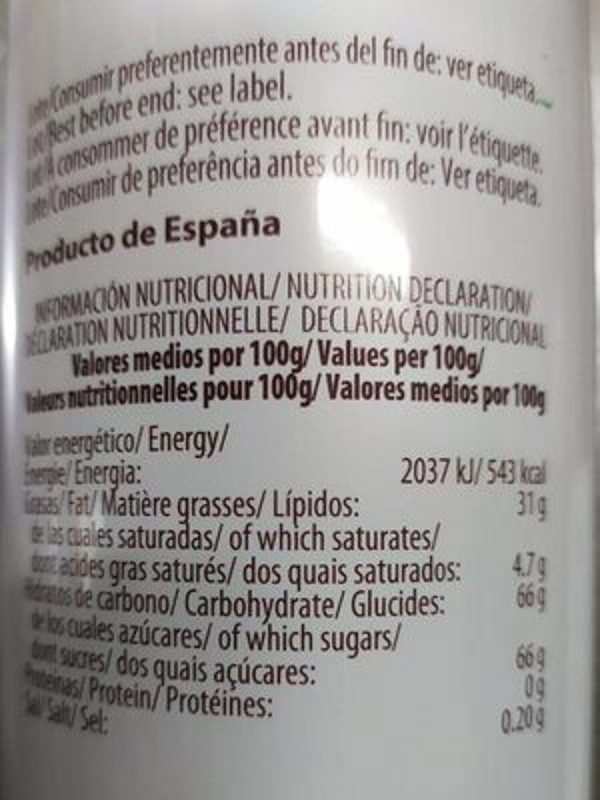 Lote/Consumir preferentemente antes del fin de: ver etiqueta.
Lot/Best before end: see label.
Lot/A consommer de préférence avant fin: voir l'étiquette.
Lote/Consumir de preferência antes do fim de: Ver etiqueta.
Producto de España
INFORMACIÓN NUTRICIONAL/ NUTRITION DECLARATION/
DÉCLARATION NUTRITIONNELLE/ DECLARAÇÃO NUTRICIONAL
Valores medios por 100g/ Values per 100g/
Valeurs nutritionnelles pour 100g/ Valores medios por 100g
Valor energético/ Energy/
Énergie/ Energia: 2037 kJ/ 543 kcal
Grasas/ Fat/ Matière grasses/ Lípidos: 31g
de las cuales saturadas/ of which saturates/
dont acides gras saturés/ dos quais saturados: 4.7g
Hidratos de carbono/ Carbohydrate/ Glucides: 66g
de los cuales azúcares/ of which sugars/
dont sucres/ dos quais açúcares: 66g
Proteínas/ Protein/ Protéines: 0g
Sal/ Salt/ Sel: 0.20g